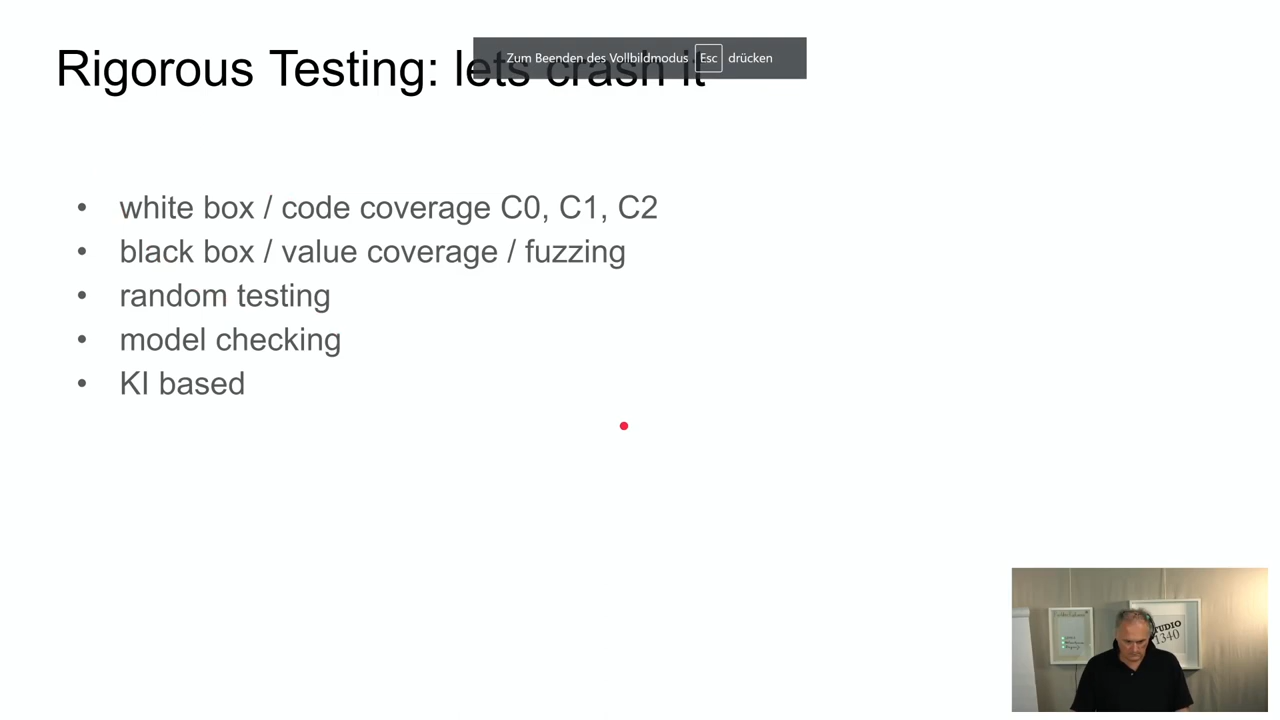 Rigorous Testing: lets crash it
Zum Beenden des Vollbildmodus Esc drücken
• white box / code coverage C0, C1, C2
• black box / value coverage / fuzzing
• random testing
• model checking
• KI based
1340